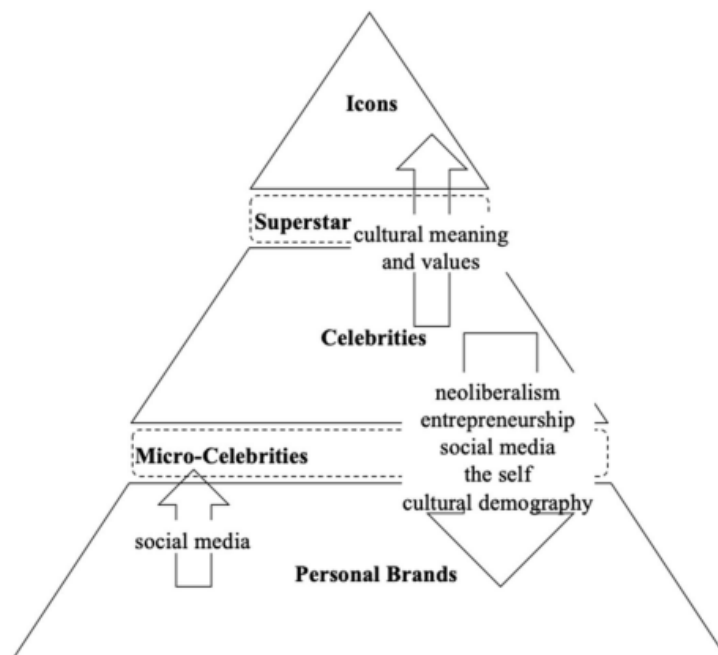 Icons
Superstar
cultural meaning
and values
Celebrities
neoliberalism
entrepreneurship
social media
the self
cultural demography
Micro-Celebrities
social media
Personal Brands